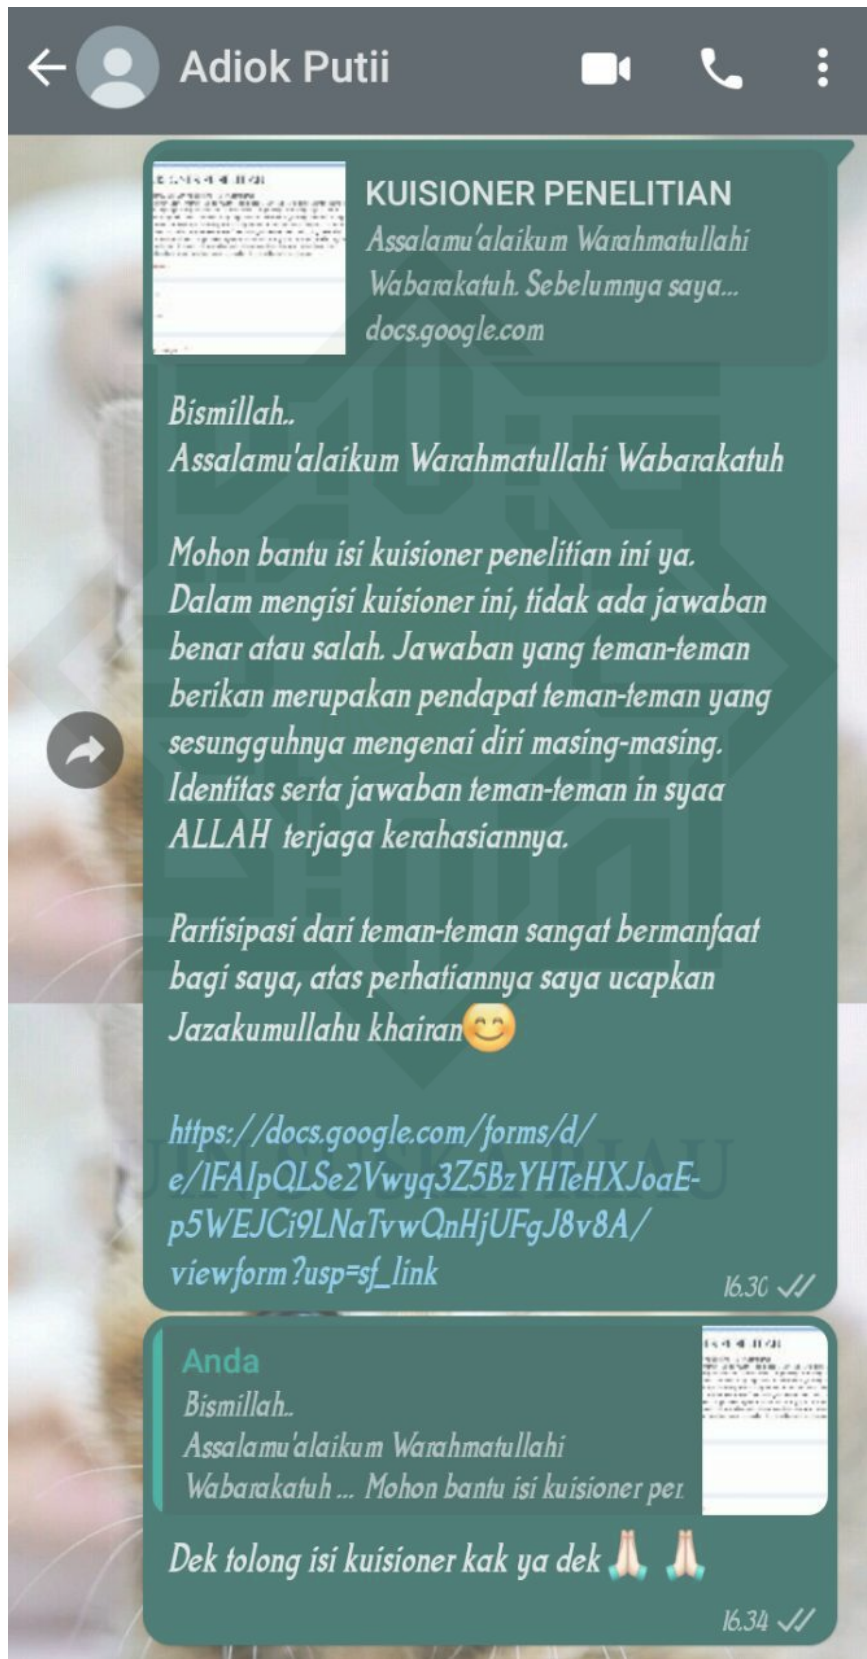 Adiok Putii
KUISIONER PENELITIAN
Assalamu'alaikum Warahmatullahi
Wabarakatuh. Sebelumnya saya...
docs.google.com
Bismillah..
Assalamu'alaikum Warahmatullahi Wabarakatuh
Mohon bantu isi kuisioner penelitian ini ya.
Dalam mengisi kuisioner ini, tidak ada jawaban
benar atau salah. Jawaban yang teman-teman
berikan merupakan pendapat teman-teman yang
sesungguhnya mengenai diri masing-masing.
Identitas serta jawaban teman-teman in syaa
ALLAH terjaga kerahasiannya.
Partisipasi dari teman-teman sangat bermanfaat
bagi saya, atas perhatiannya saya ucapkan
Jazakumullahu khairan😊
https://docs.google.com/forms/d/
e/1FAIpQLSe2Vwyq3Z5BzYHTeHXJoaE-
p5WEJCi9LNaTvwQnHjUFgJ8v8A/
viewform?usp=sf_link
16.30
UIN SUSKA RIAU
Anda
Bismillah..
Assalamu'alaikum Warahmatullahi
Wabarakatuh ... Mohon bantu isi kuisioner per
Dek tolong isi kuisioner kak ya dek🙏🏻 🙏🏻
16.34